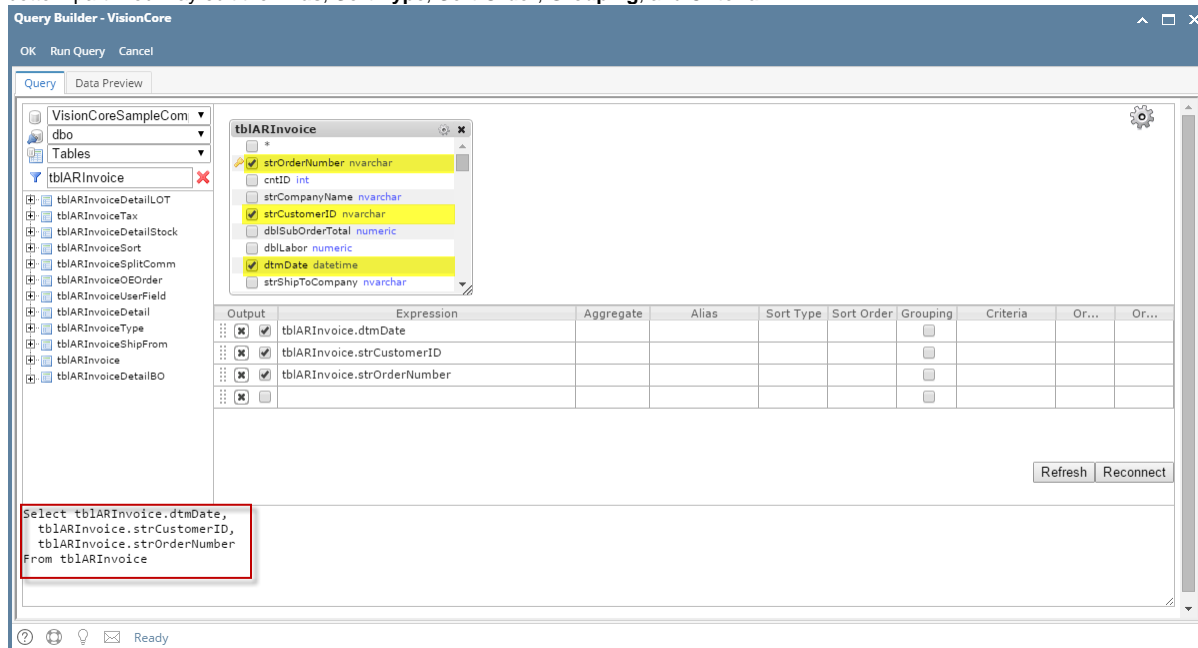 Query Builder - VisionCore
OK Run Query Cancel
Query Data Preview
VisionCoreSampleCom
dbo
Tables
tblARInvoice
tblARInvoiceDetailLOT
tblARInvoiceTax
tblARInvoiceDetailStock
tblARInvoiceSort
tblARInvoiceSplitComm
tblARInvoiceOEOrder
tblARInvoiceUserField
tblARInvoiceDetail
tblARInvoiceType
tblARInvoiceShipFrom
tblARInvoice
tblARInvoiceDetailBO
tblARInvoice
*
strOrderNumber nvarchar
cntID int
strCompanyName nvarchar
strCustomerID nvarchar
dblSubOrderTotal numeric
dblLabor numeric
dtmDate datetime
strShipToCompany nvarchar
Output Expression Aggregate Alias Sort Type Sort Order Grouping Criteria Or... Or...
tblARInvoice.dtmDate
tblARInvoice.strCustomerID
tblARInvoice.strOrderNumber
Refresh Reconnect
Select tblARInvoice.dtmDate,
tblARInvoice.strCustomerID,
tblARInvoice.strOrderNumber
From tblARInvoice
Ready